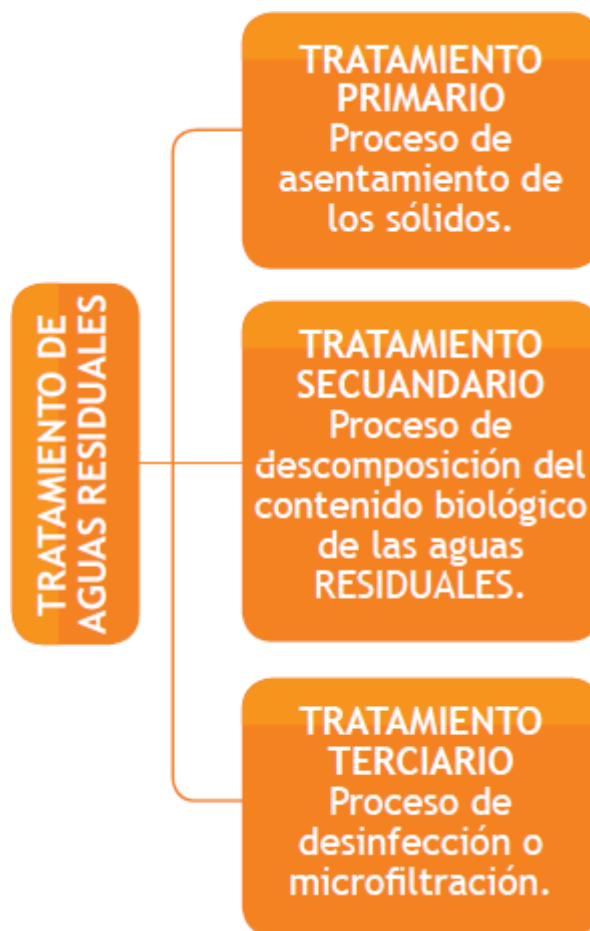 TRATAMIENTO DE
AGUAS RESIDUALES
TRATAMIENTO
PRIMARIO
Proceso de
asentamiento de
los sólidos.
TRATAMIENTO
SECUANDARIO
Proceso de
descomposición del
contenido biológico
de las aguas
RESIDUALES.
TRATAMIENTO
TERCIARIO
Proceso de
desinfección o
microfiltración.